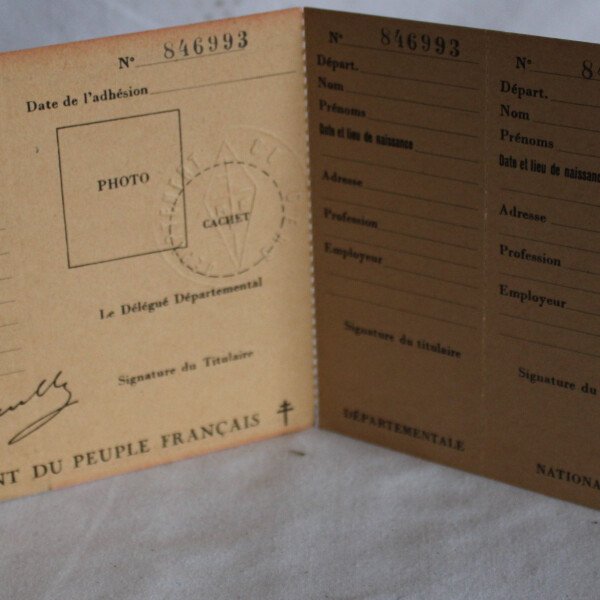 N° 846993
Date de l'adhésion
PHOTO
CACHET
Le Délégué Départemental
Signature du Titulaire
NT DU PEUPLE FRANÇAIS
N° 846993
Départ.
Nom
Prénoms
Date et lieu de naissance
Adresse
Profession
Employeur
Signature du titulaire
DÉPARTEMENTALE
N° 84
Départ.
Nom
Prénoms
Date et lieu de naissance
Adresse
Profession
Employeur
Signature du
NATIONA